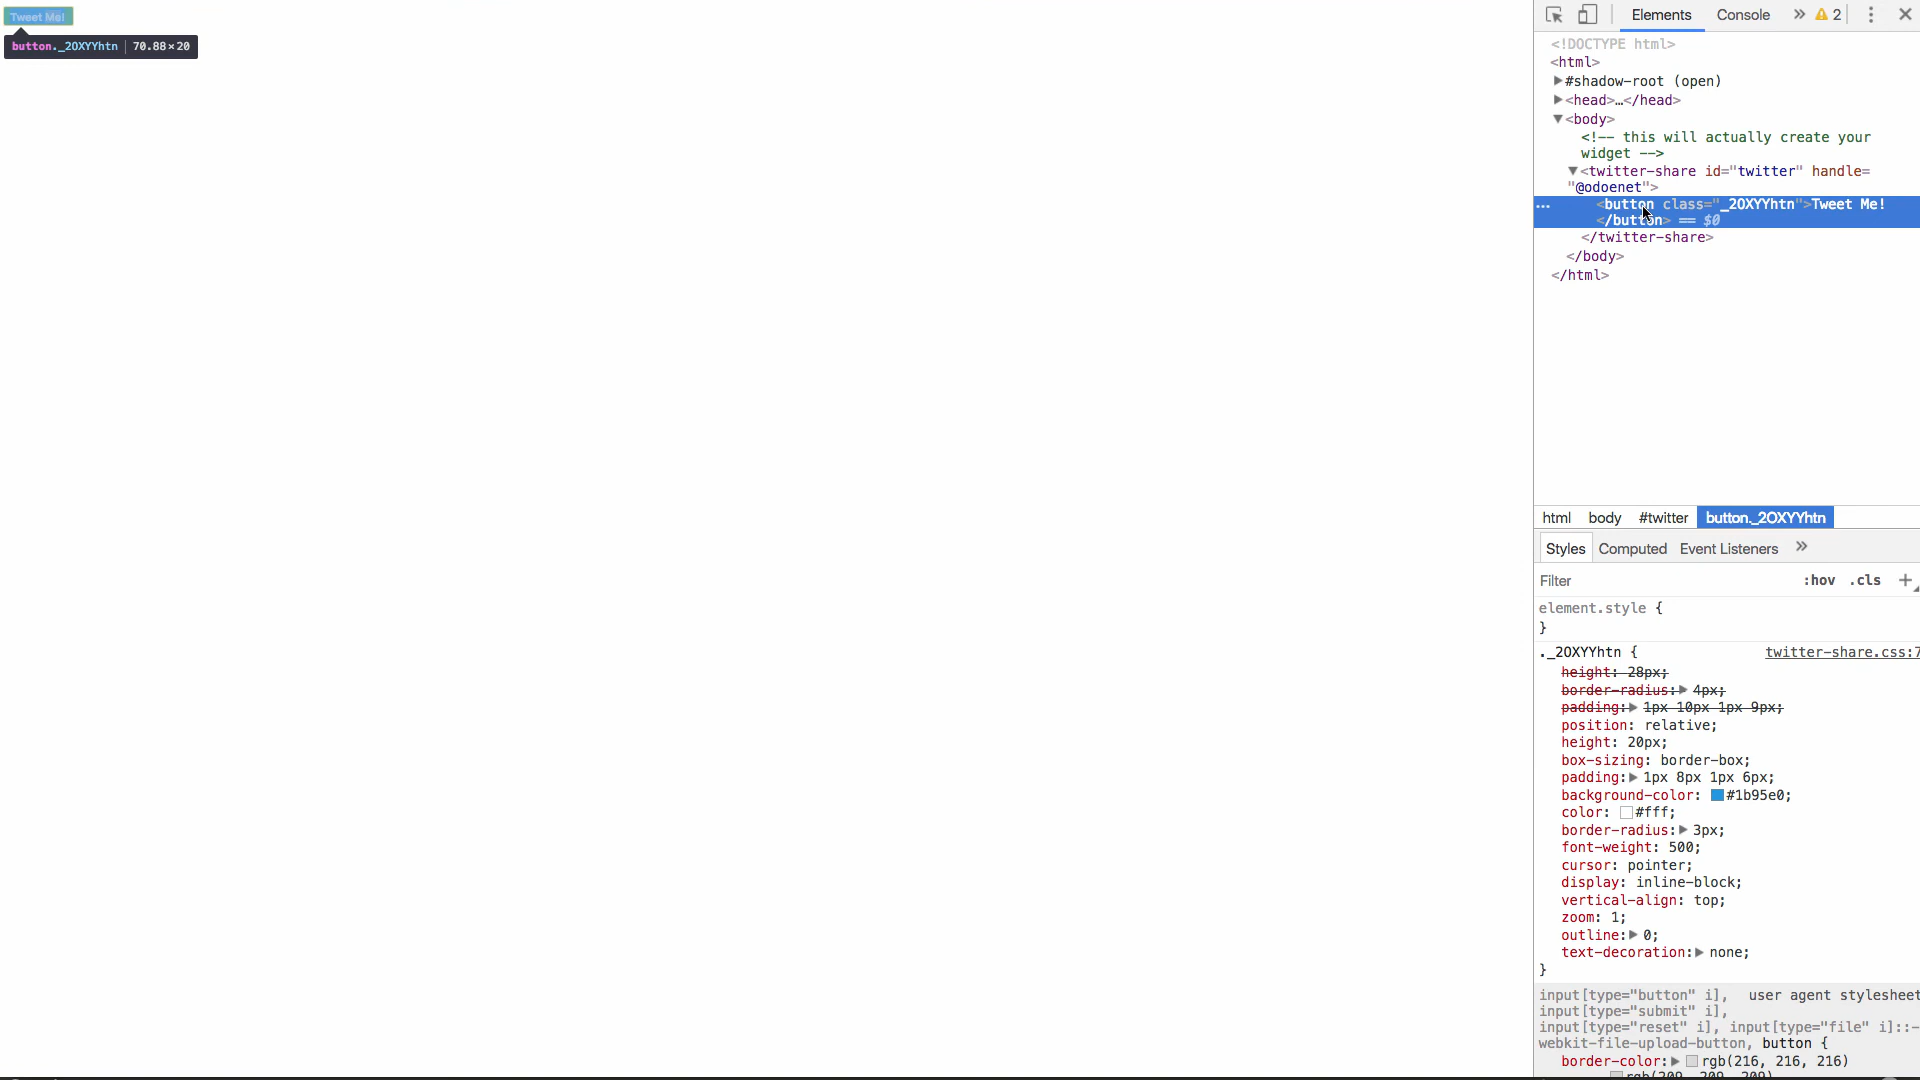 Tweet Me!
button._2OXYYhtn 70.88×20
Elements Console » 2
<!DOCTYPE html>
<html>
#shadow-root (open)
<head>…</head>
<body>
<!-- this will actually create your
widget -->
<twitter-share id="twitter" handle=
"@odoenet">
<button class="_2OXYYhtn">Tweet Me!
</button> == $0
</twitter-share>
</body>
</html>
html body #twitter button._2OXYYhtn
Styles Computed Event Listeners »
Filter :hov .cls +
element.style {
}
._2OXYYhtn { twitter-share.css:7
height: 28px;
border-radius: 4px;
padding: 1px 10px 1px 9px;
position: relative;
height: 20px;
box-sizing: border-box;
padding: 1px 8px 1px 6px;
background-color: #1b95e0;
color: #fff;
border-radius: 3px;
font-weight: 500;
cursor: pointer;
display: inline-block;
vertical-align: top;
zoom: 1;
outline: 0;
text-decoration: none;
}
input[type="button" i], user agent stylesheet
input[type="submit" i],
input[type="reset" i], input[type="file" i]::-
webkit-file-upload-button, button {
border-color: rgb(216, 216, 216)
rgb(209, 209, 209)